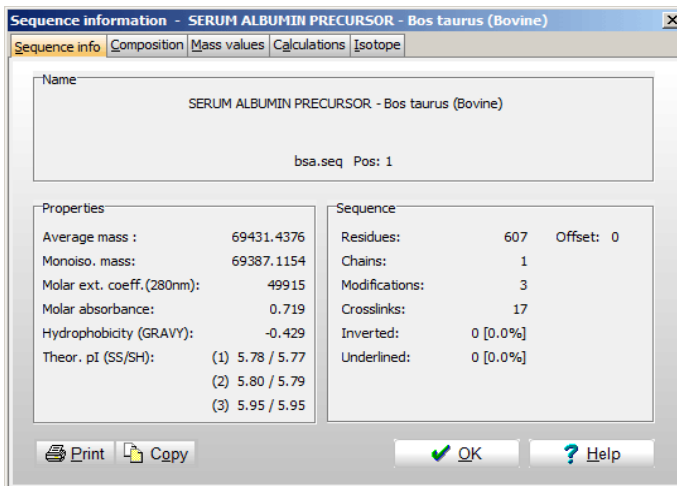 Sequence information - SERUM ALBUMIN PRECURSOR - Bos taurus (Bovine)
Sequence info Composition Mass values Calculations Isotope
Name
SERUM ALBUMIN PRECURSOR - Bos taurus (Bovine)
bsa.seq Pos: 1
Properties
Average mass : 69431.4376
Monoiso. mass: 69387.1154
Molar ext. coeff.(280nm): 49915
Molar absorbance: 0.719
Hydrophobicity (GRAVY): -0.429
Theor. pI (SS/SH): (1) 5.78 / 5.77
(2) 5.80 / 5.79
(3) 5.95 / 5.95
Sequence
Residues: 607 Offset: 0
Chains: 1
Modifications: 3
Crosslinks: 17
Inverted: 0 [0.0%]
Underlined: 0 [0.0%]
Print Copy OK Help